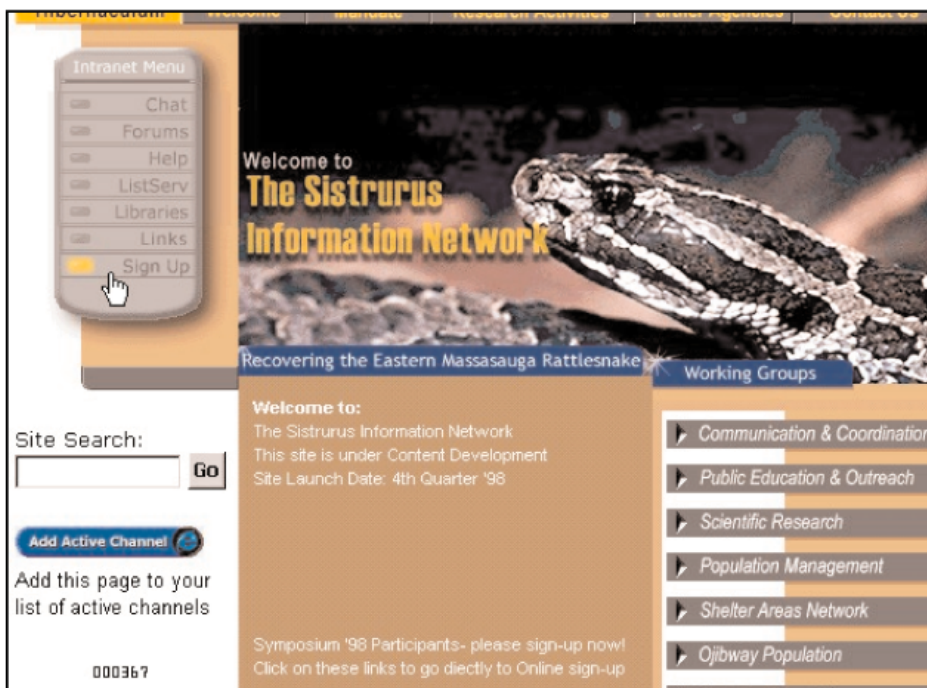 Hibernaculum Welcome Mandate Research Activities Partner Agencies Contact Us
Intranet Menu
Chat
Forums
Help
ListServ
Libraries
Links
Sign Up
Welcome to
The Sistrurus
Information Network
Recovering the Eastern Massasauga Rattlesnake
Working Groups
Welcome to:
The Sistrurus Information Network
This site is under Content Development
Site Launch Date: 4th Quarter '98
Site Search:
Go
Add Active Channel
Add this page to your
list of active channels
000367
Symposium '98 Participants- please sign-up now!
Click on these links to go diectly to Online sign-up
Communication & Coordination
Public Education & Outreach
Scientific Research
Population Management
Shelter Areas Network
Ojibway Population